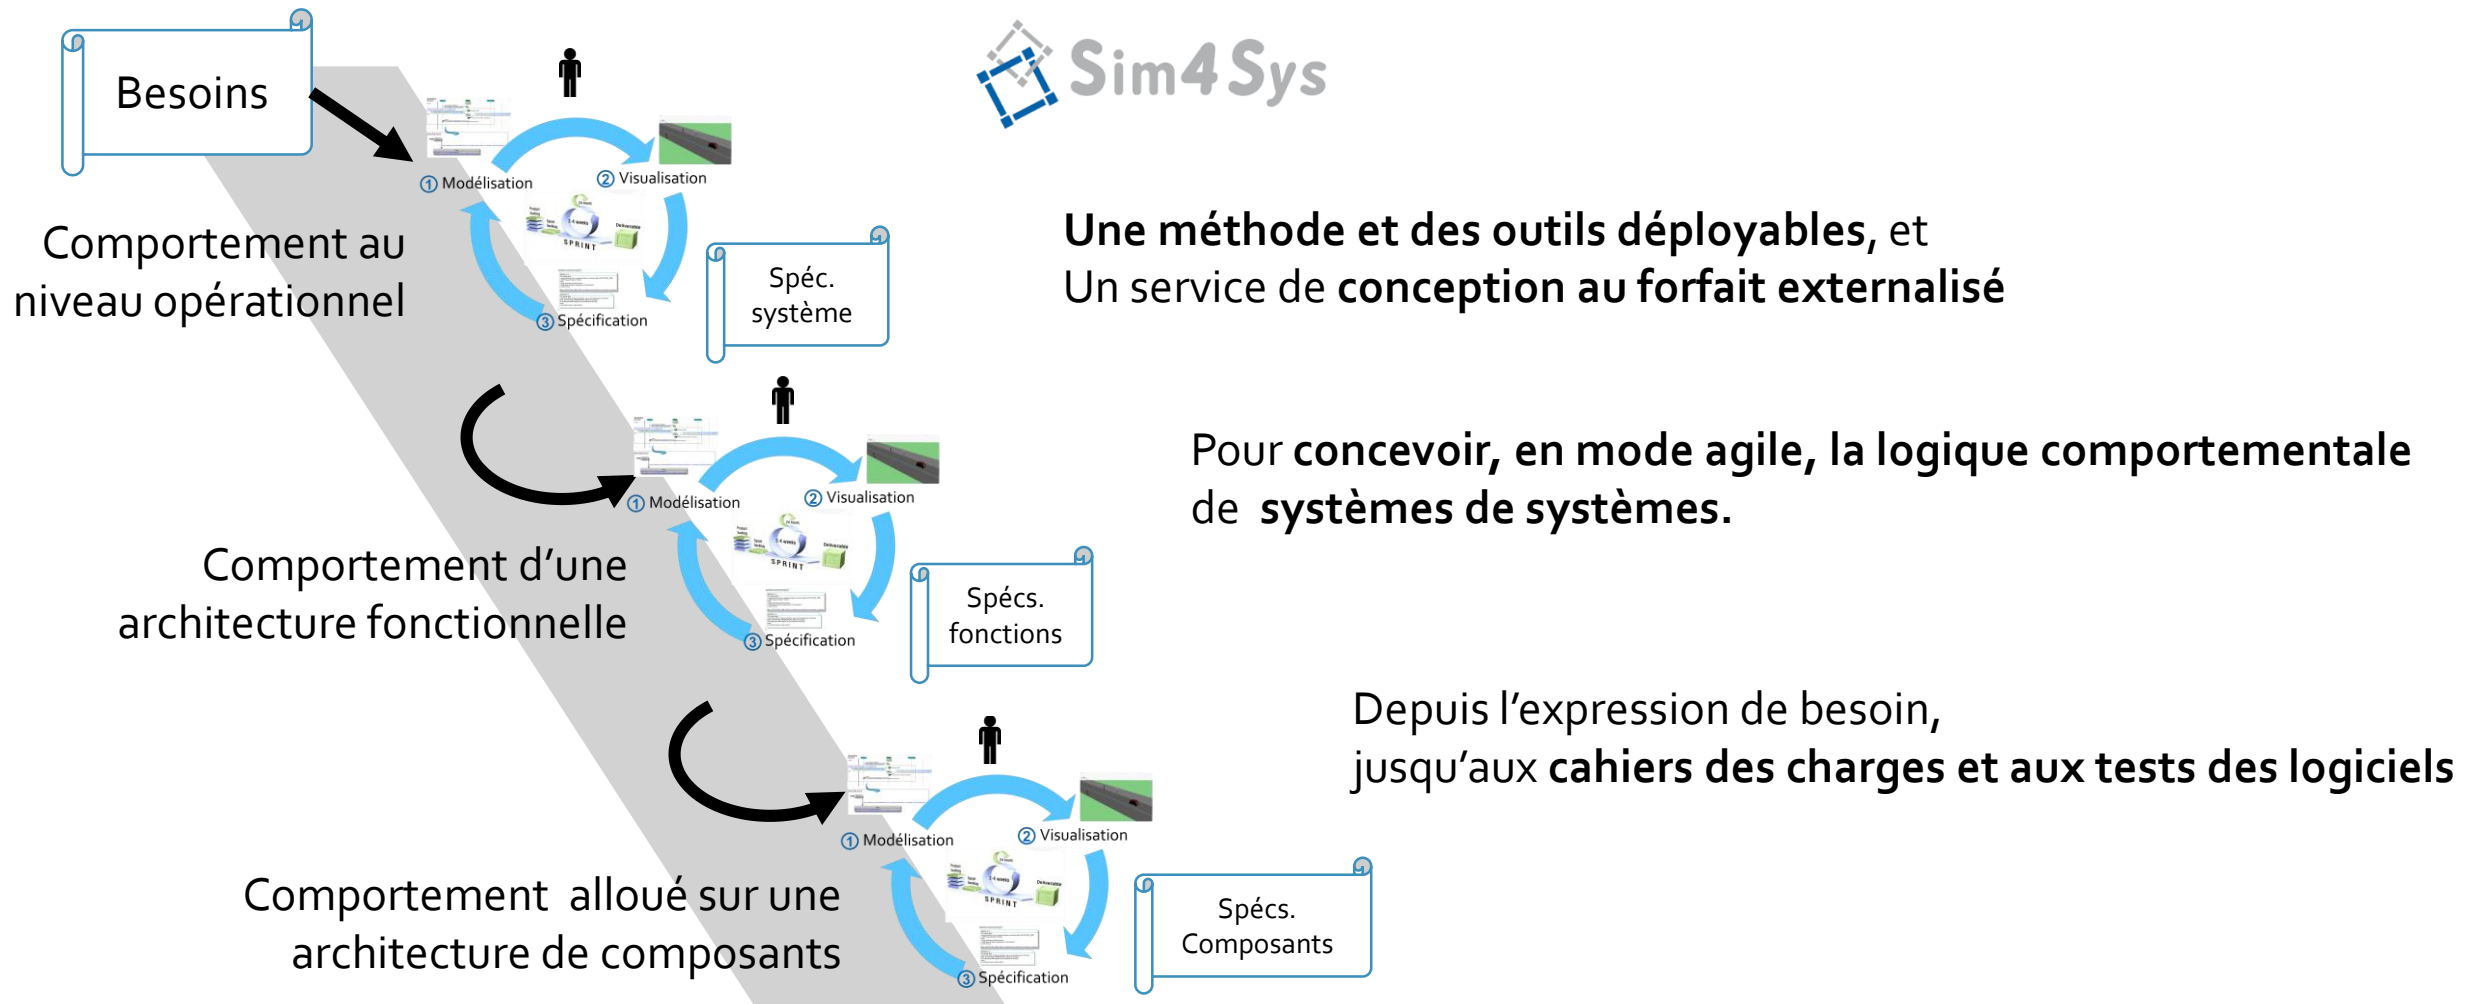 Besoins
Sim4Sys
① Modélisation
② Visualisation
SPRINT
③ Spécification
Comportement au
niveau opérationnel
Spéc.
système
Une méthode et des outils déployables, et
Un service de conception au forfait externalisé
① Modélisation
② Visualisation
SPRINT
③ Spécification
Comportement d’une
architecture fonctionnelle
Spécs.
fonctions
Pour concevoir, en mode agile, la logique comportementale
de systèmes de systèmes.
Depuis l’expression de besoin,
jusqu’aux cahiers des charges et aux tests des logiciels
① Modélisation
② Visualisation
SPRINT
③ Spécification
Comportement alloué sur une
architecture de composants
Spécs.
Composants